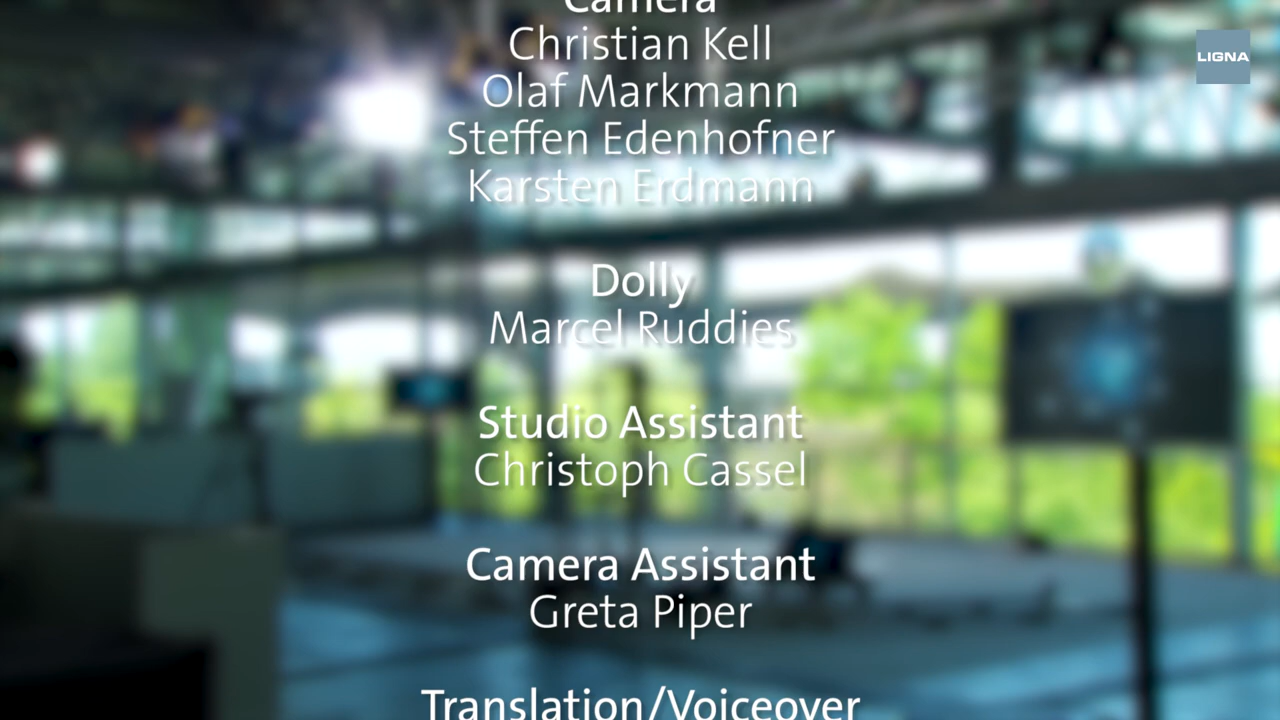 Camera
Christian Kell
LIGNA
Olaf Markmann
Steffen Edenhofner
Karsten Erdmann
Dolly
Marcel Ruddies
Studio Assistant
Christoph Cassel
Camera Assistant
Greta Piper
Translation/Voiceover